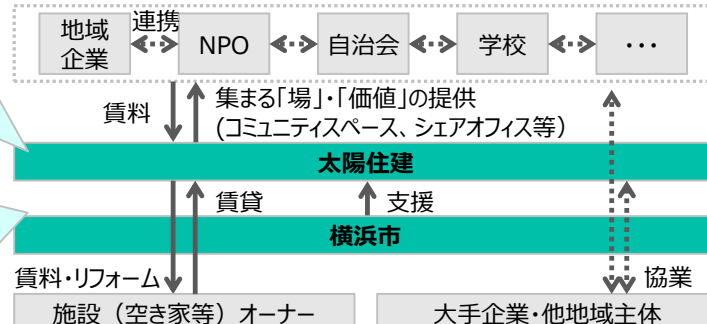 連携
地域
企業
NPO
自治会
学校
・・・
賃料
集まる「場」・「価値」の提供
(コミュニティスペース、シェアオフィス等)
太陽住建
賃貸
支援
横浜市
賃料・リフォーム
協業
施設（空き家等）オーナー
大手企業・他地域主体